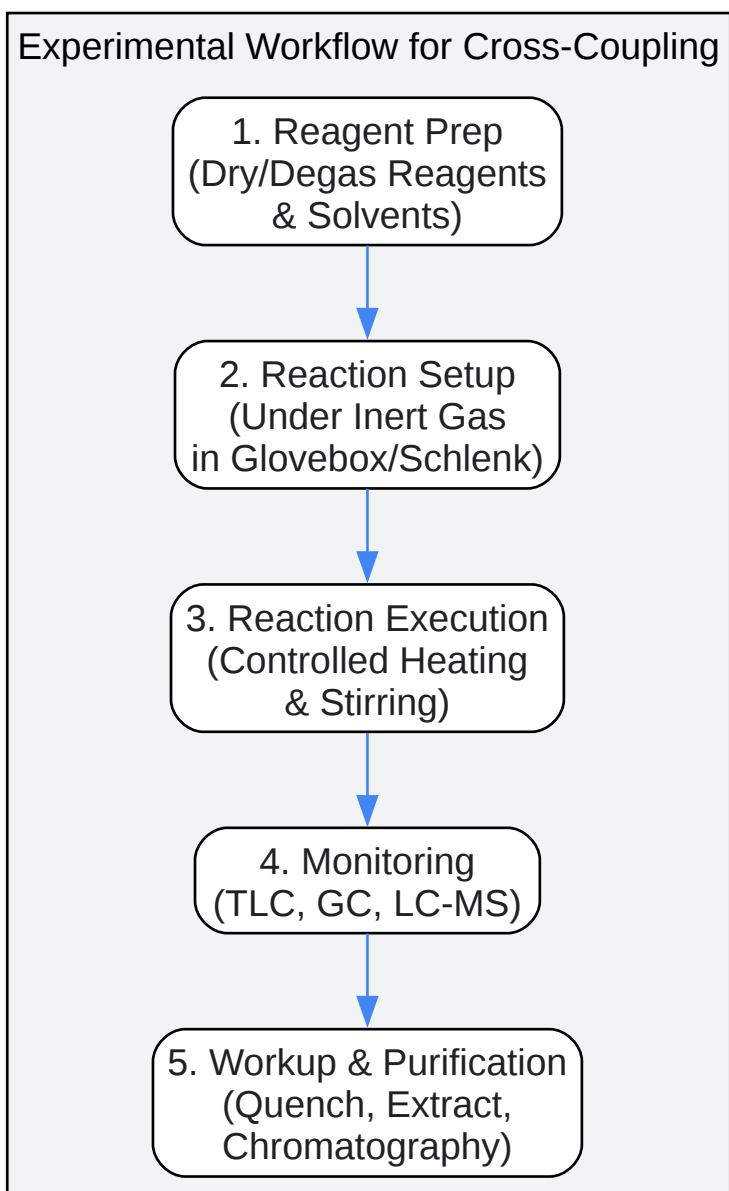 Experimental Workflow for Cross-Coupling
1. Reagent Prep
(Dry/Degas Reagents
& Solvents)
2. Reaction Setup
(Under Inert Gas
in Glovebox/Schlenk)
3. Reaction Execution
(Controlled Heating
& Stirring)
4. Monitoring
(TLC, GC, LC-MS)
5. Workup & Purification
(Quench, Extract,
Chromatography)